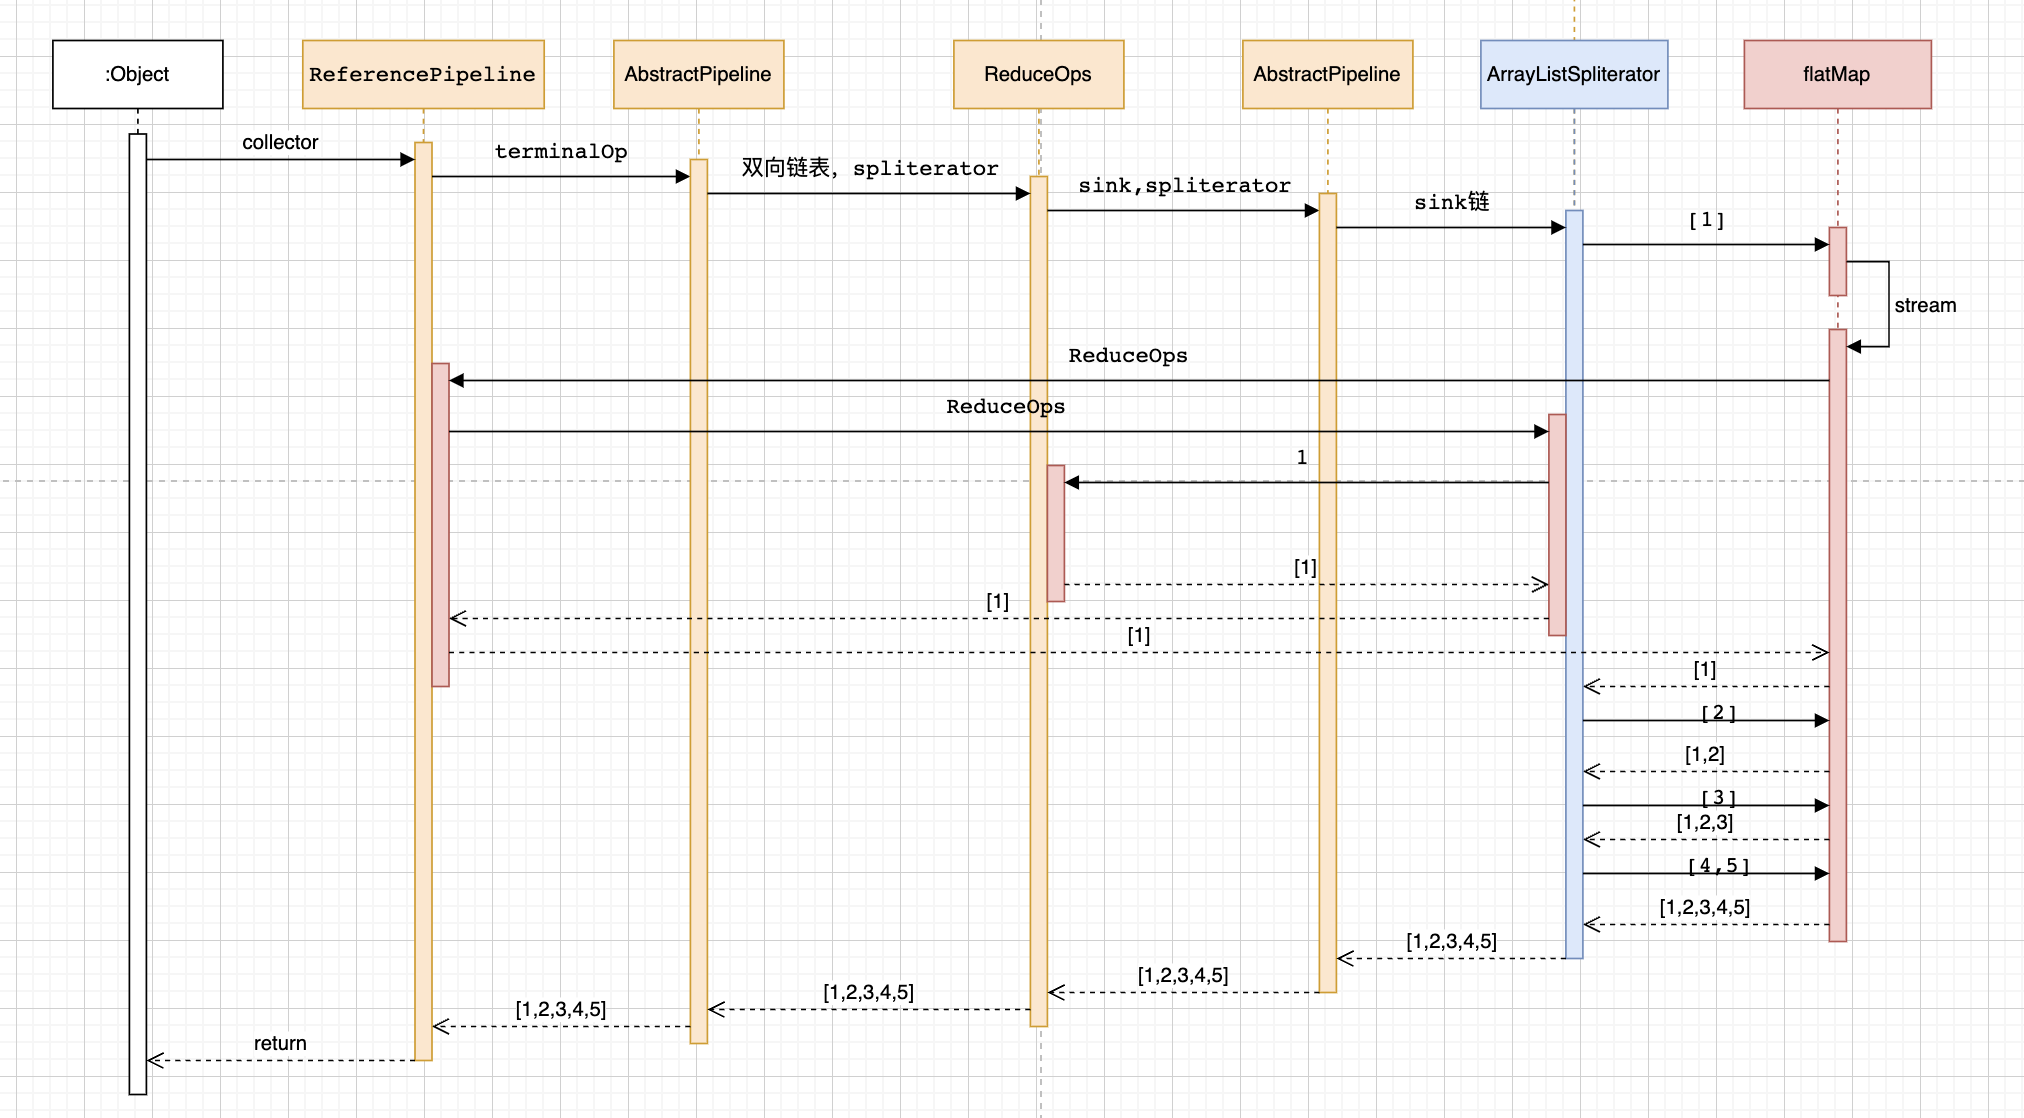 :Object
ReferencePipeline
AbstractPipeline
ReduceOps
AbstractPipeline
ArrayListSpliterator
flatMap
collector
terminalOp
双向链表，spliterator
sink,spliterator
sink链
[1]
stream
ReduceOps
ReduceOps
1
[1]
[1]
[1]
[1]
[2]
[1,2]
[3]
[1,2,3]
[4,5]
[1,2,3,4,5]
[1,2,3,4,5]
[1,2,3,4,5]
[1,2,3,4,5]
[1,2,3,4,5]
return